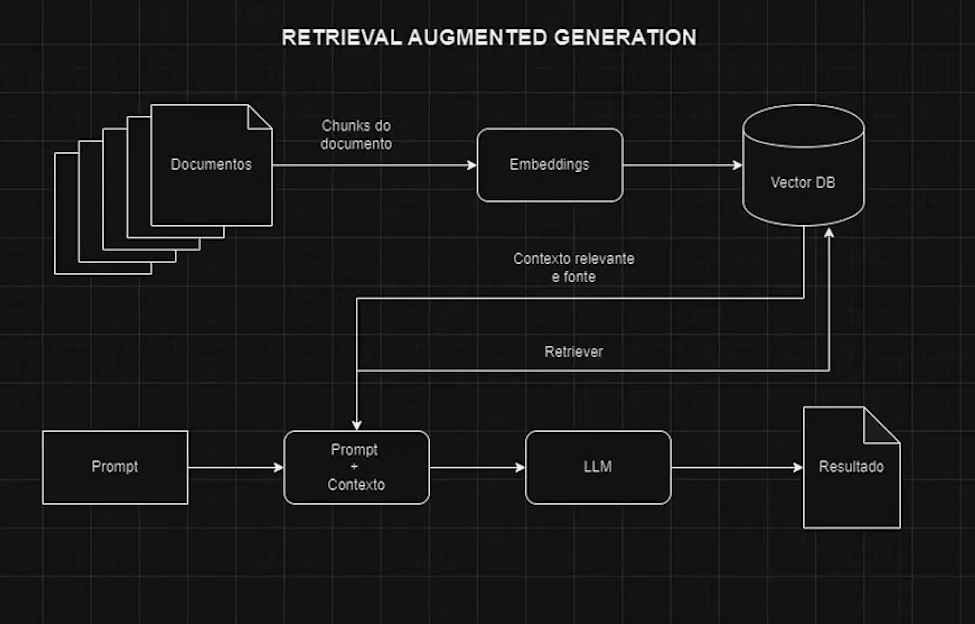 RETRIEVAL AUGMENTED GENERATION
Chunks do
documento
Documentos
Embeddings
Vector DB
Contexto relevante
e fonte
Retriever
Prompt
Prompt
+
Contexto
LLM
Resultado